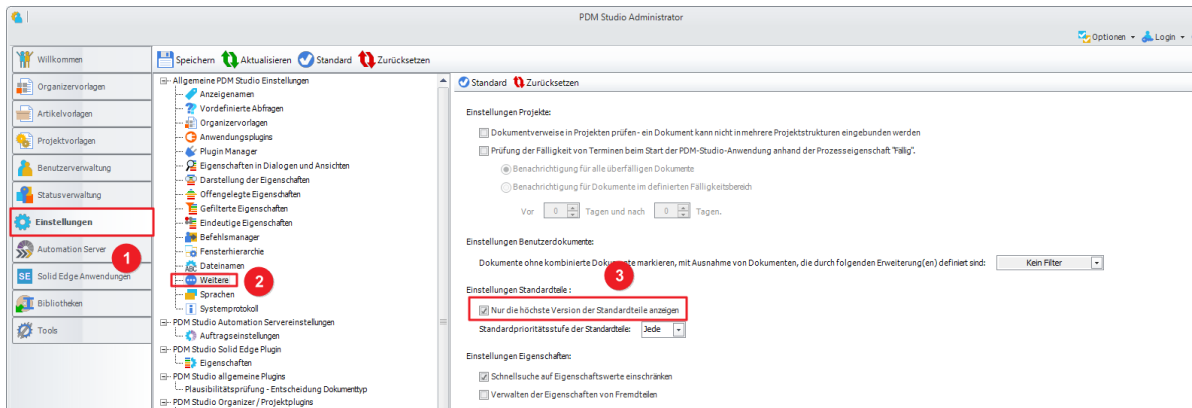 PDM Studio Administrator
Optionen
Login
Willkommen
Organizervorlagen
Artikelvorlagen
Projektvorlagen
Benutzerverwaltung
Statusverwaltung
Einstellungen
1
Automation Server
SE Solid Edge Anwendungen
Bibliotheken
Tools
Speichern Aktualisieren Standard Zurücksetzen
Allgemeine PDM Studio Einstellungen
Anzeigenamen
Vordefinierte Abfragen
Organizervorlagen
Anwendungsplugins
Plugin Manager
Eigenschaften in Dialogen und Ansichten
Darstellung der Eigenschaften
Offengelegte Eigenschaften
Gefilterte Eigenschaften
Eindeutige Eigenschaften
Befehlsmanager
Fensterhierarchie
ABC Dateinamen
Weitere
2
Sprachen
Systemprotokoll
PDM Studio Automation Servereinstellungen
Auftragseinstellungen
PDM Studio Solid Edge Plugin
Eigenschaften
PDM Studio allgemeine Plugins
Plausibilitätsprüfung - Entscheidung Dokumenttyp
PDM Studio Organizer / Projektplugins
Standard Zurücksetzen
Einstellungen Projekte:
Dokumentverweise in Projekten prüfen- ein Dokument kann nicht in mehrere Projektstrukturen eingebunden werden
Prüfung der Fälligkeit von Terminen beim Start der PDM-Studio-Anwendung anhand der Prozesseigenschaft "Fällig".
Benachrichtigung für alle überfälligen Dokumente
Benachrichtigung für Dokumente im definierten Fälligkeitsbereich
Vor 0 Tagen und nach 0 Tagen.
Einstellungen Benutzerdokumente:
Dokumente ohne kombinierte Dokumente markieren, mit Ausnahme von Dokumenten, die durch folgenden Erweiterung(en) definiert sind: Kein Filter
3
Einstellungen Standardteile :
Nur die höchste Version der Standardteile anzeigen
Standardprioritätsstufe der Standardteile: Jede
Einstellungen Eigenschaften:
Schnellsuche auf Eigenschaftswerte einschränken
Verwalten der Eigenschaften von Fremdteilen